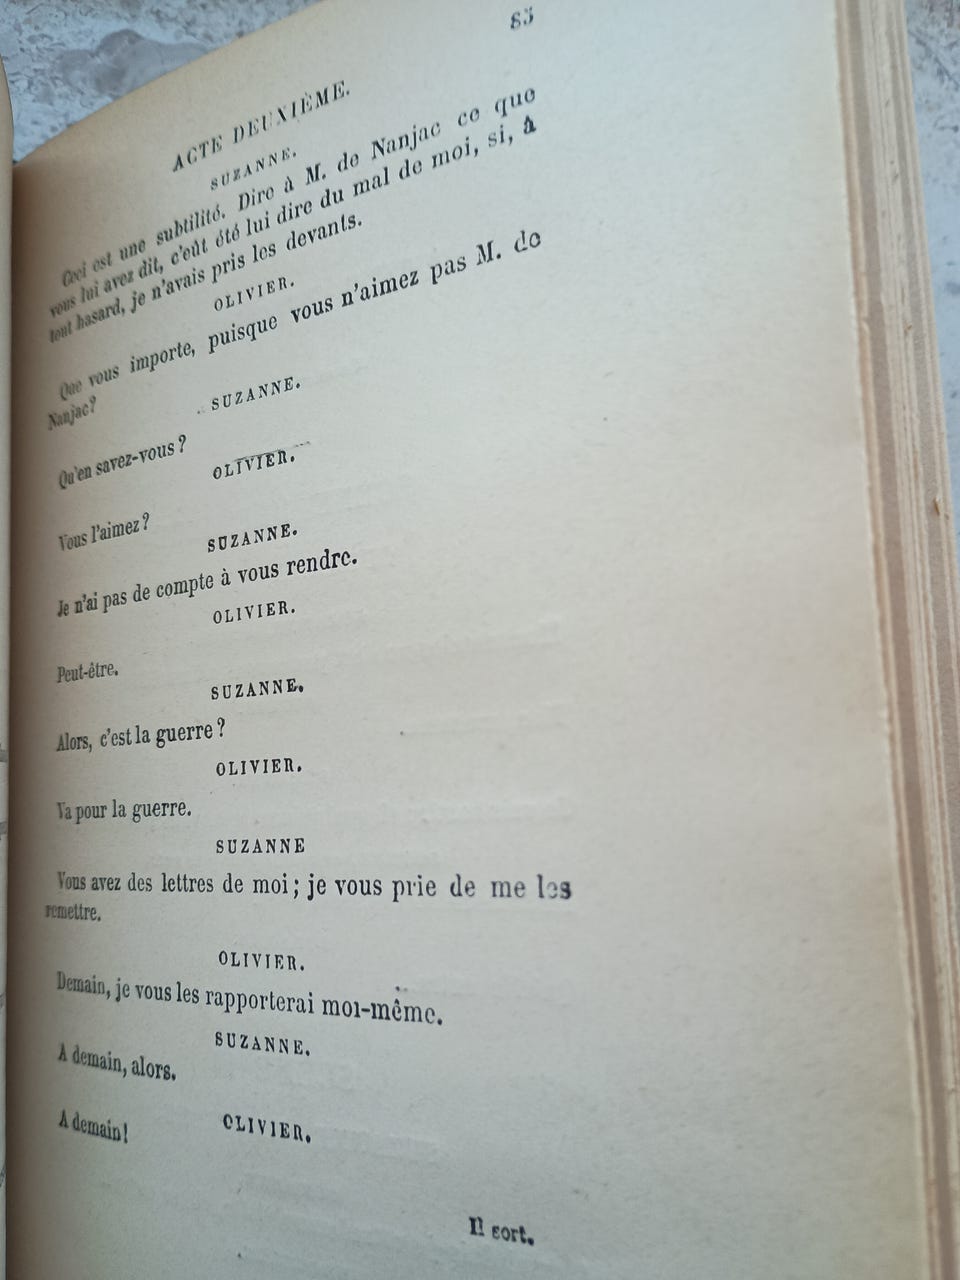 85
ACTE DEUXIÈME.
SUZANNE.
Ceci est une subtilité. Dire à M. de Nanjac ce que
vous lui avez dit, c'eût été lui dire du mal de moi, si, à
tout hasard, je n'avais pris les devants.
OLIVIER.
Que vous importe, puisque vous n'aimez pas M. de
Nanjac?
SUZANNE.
Qu'en savez-vous?
OLIVIER.
Vous l'aimez?
SUZANNE.
Je n'ai pas de compte à vous rendre.
OLIVIER.
Peut-être.
SUZANNE.
Alors, c'est la guerre?
OLIVIER.
Va pour la guerre.
SUZANNE
Vous avez des lettres de moi; je vous prie de me les
remettre.
OLIVIER.
Demain, je vous les rapporterai moi-même.
SUZANNE.
A demain, alors.
OLIVIER.
A demain!
Il sort.